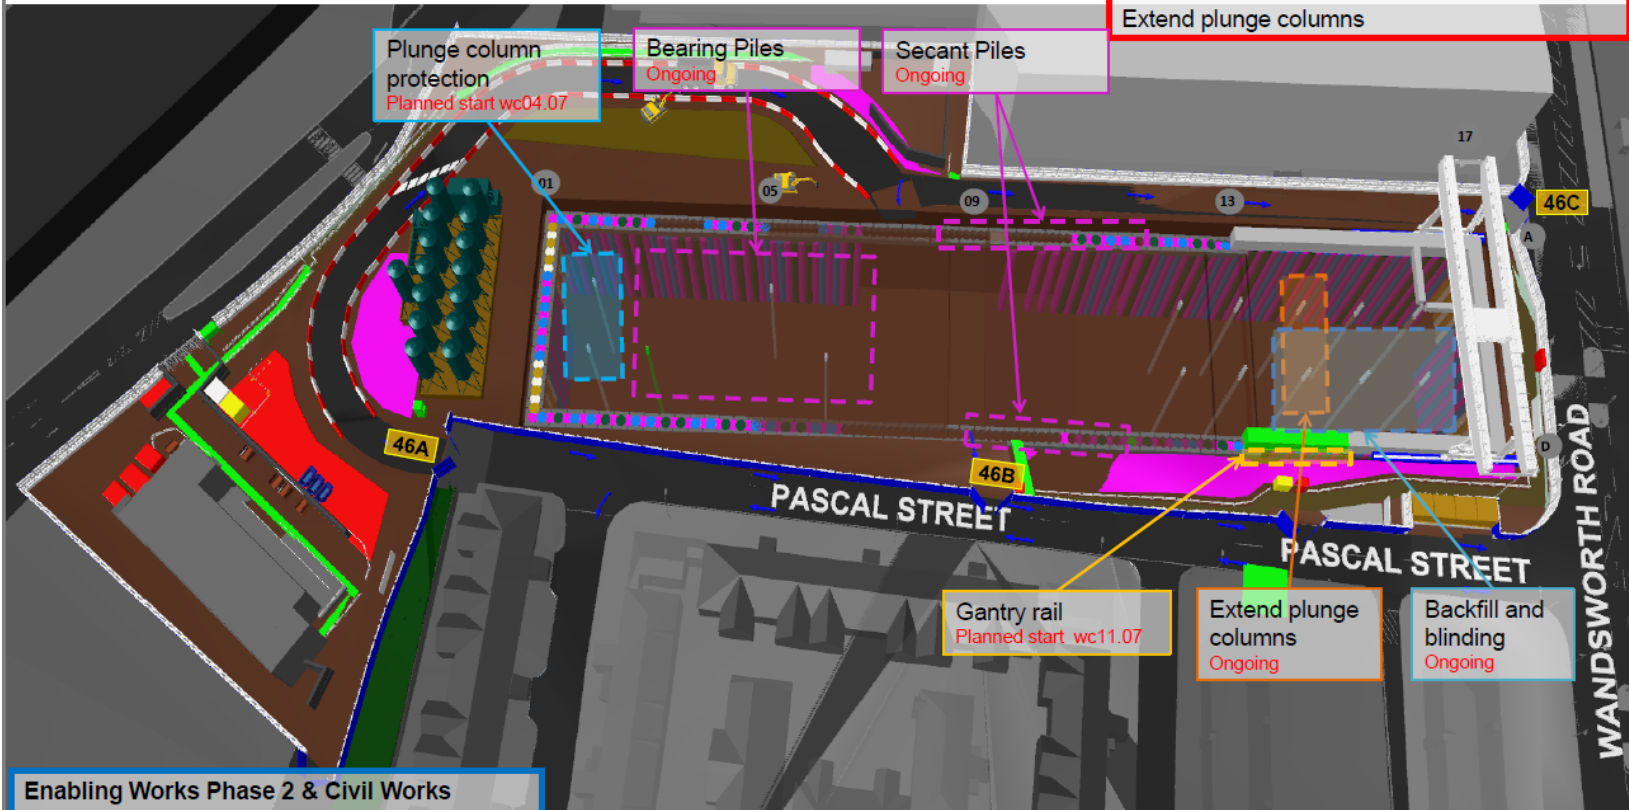 Extend plunge columns
Plunge column
protection
Planned start wc04.07
Bearing Piles
Ongoing
Secant Piles
Ongoing
17
01
05
09
13
46C
A
46A
46B
D
PASCAL STREET
PASCAL STREET
WANDSWORTH ROAD
Gantry rail
Planned start wc11.07
Extend plunge
columns
Ongoing
Backfill and
blinding
Ongoing
Enabling Works Phase 2 & Civil Works